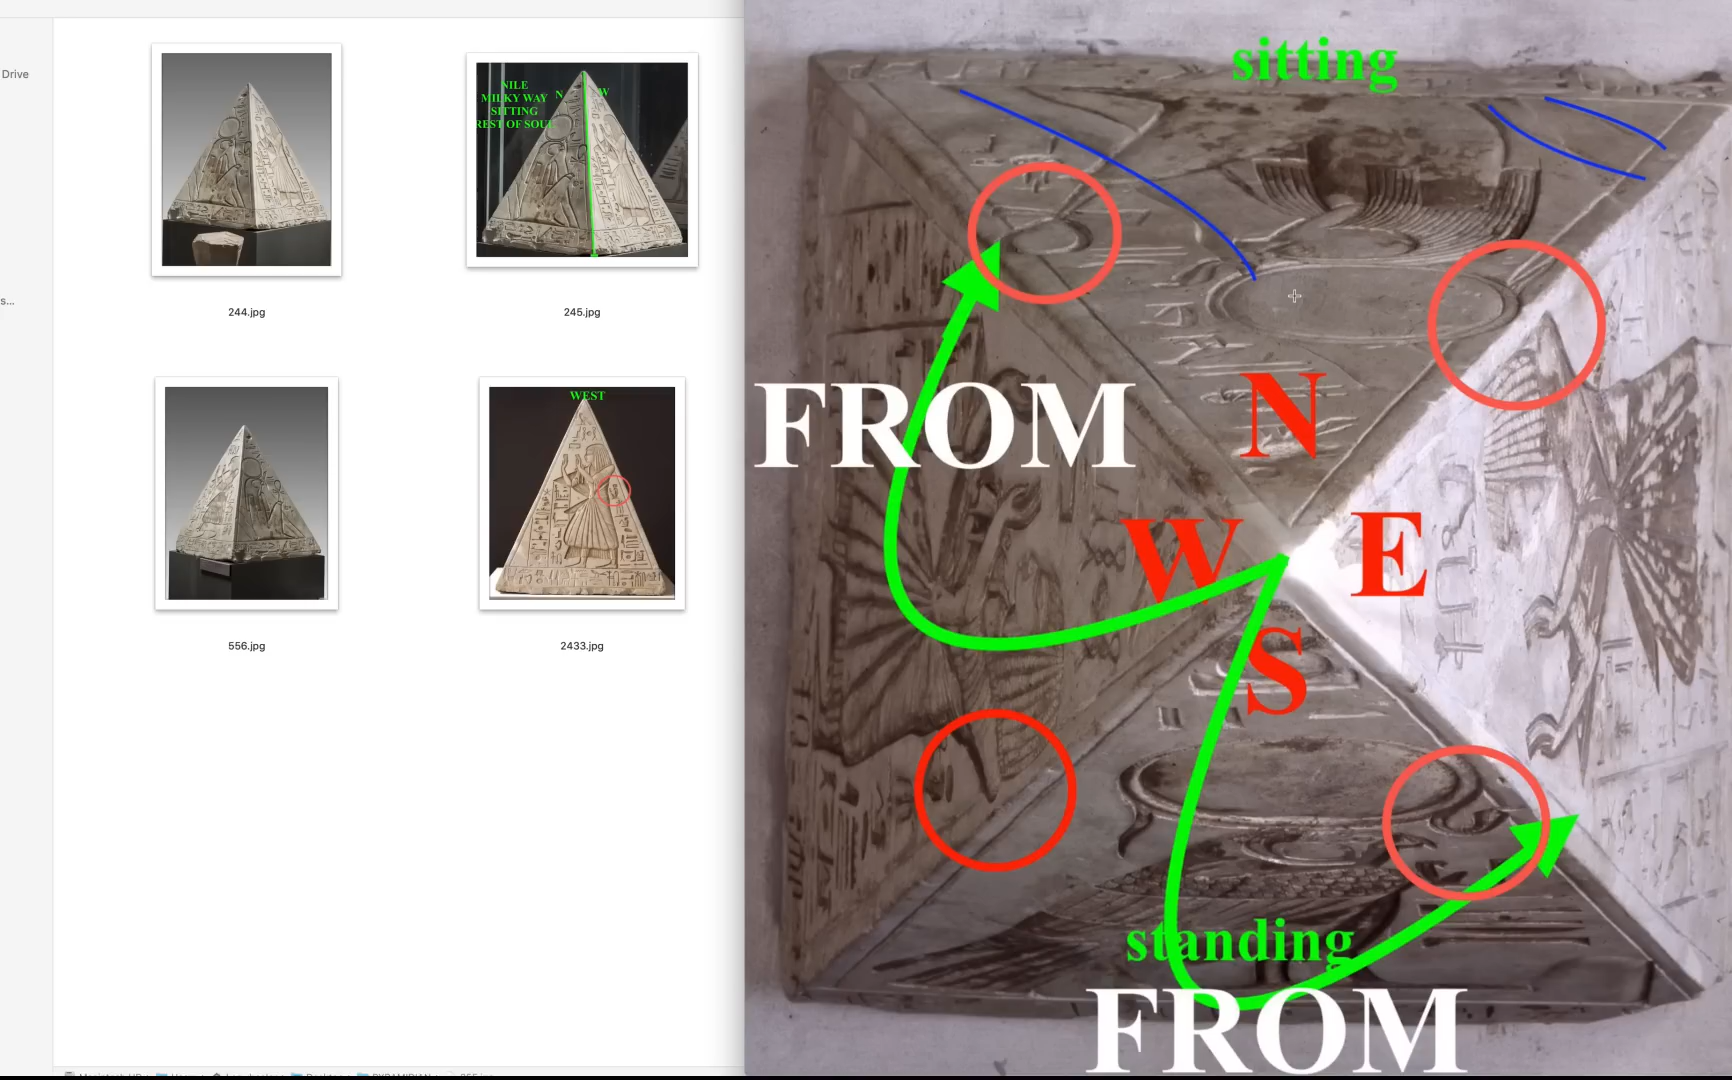 Drive
s...
NILE
MILKY WAY N W
SITTING
REST OF SOUL
244.jpg
245.jpg
WEST
556.jpg
2433.jpg
sitting
FROM
N
W
E
S
standing
FROM